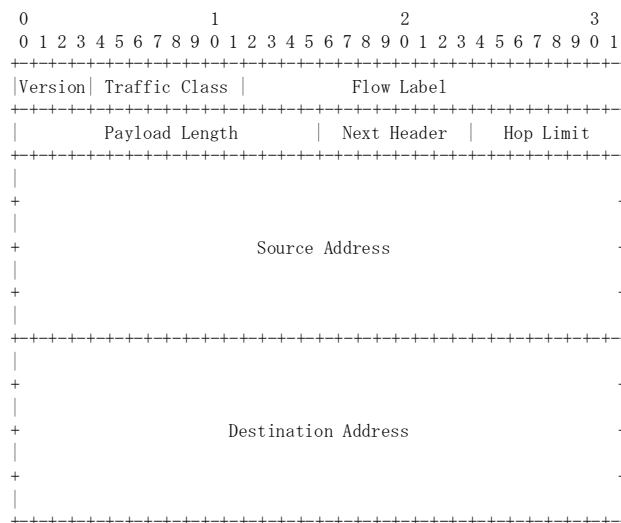 0                   1                   2                   3
0 1 2 3 4 5 6 7 8 9 0 1 2 3 4 5 6 7 8 9 0 1 2 3 4 5 6 7 8 9 0 1
+-+-+-+-+-+-+-+-+-+-+-+-+-+-+-+-+-+-+-+-+-+-+-+-+-+-+-+-+-+-+-+-
|Version| Traffic Class |           Flow Label
+-+-+-+-+-+-+-+-+-+-+-+-+-+-+-+-+-+-+-+-+-+-+-+-+-+-+-+-+-+-+-+-
|         Payload Length        |  Next Header  |   Hop Limit
+-+-+-+-+-+-+-+-+-+-+-+-+-+-+-+-+-+-+-+-+-+-+-+-+-+-+-+-+-+-+-+-
|
+                                                               -
|
+                         Source Address                        -
|
+                                                               -
|
+-+-+-+-+-+-+-+-+-+-+-+-+-+-+-+-+-+-+-+-+-+-+-+-+-+-+-+-+-+-+-+-
|
+                                                               -
|
+                      Destination Address                      -
|
+                                                               -
|
+-+-+-+-+-+-+-+-+-+-+-+-+-+-+-+-+-+-+-+-+-+-+-+-+-+-+-+-+-+-+-+-